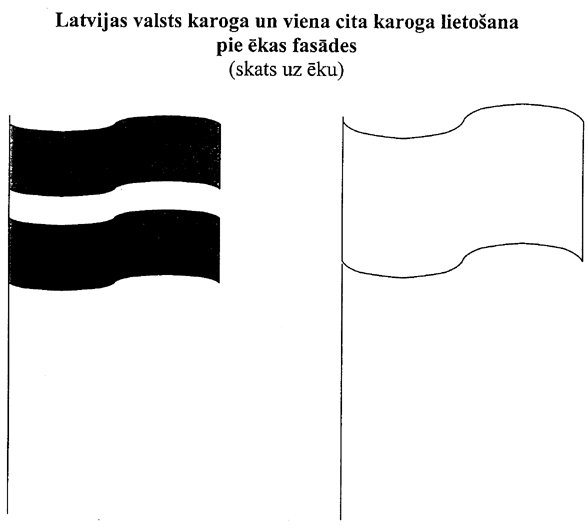 Latvijas valsts karoga un viena cita karoga lietošana
pie ēkas fasādes
(skats uz ēku)